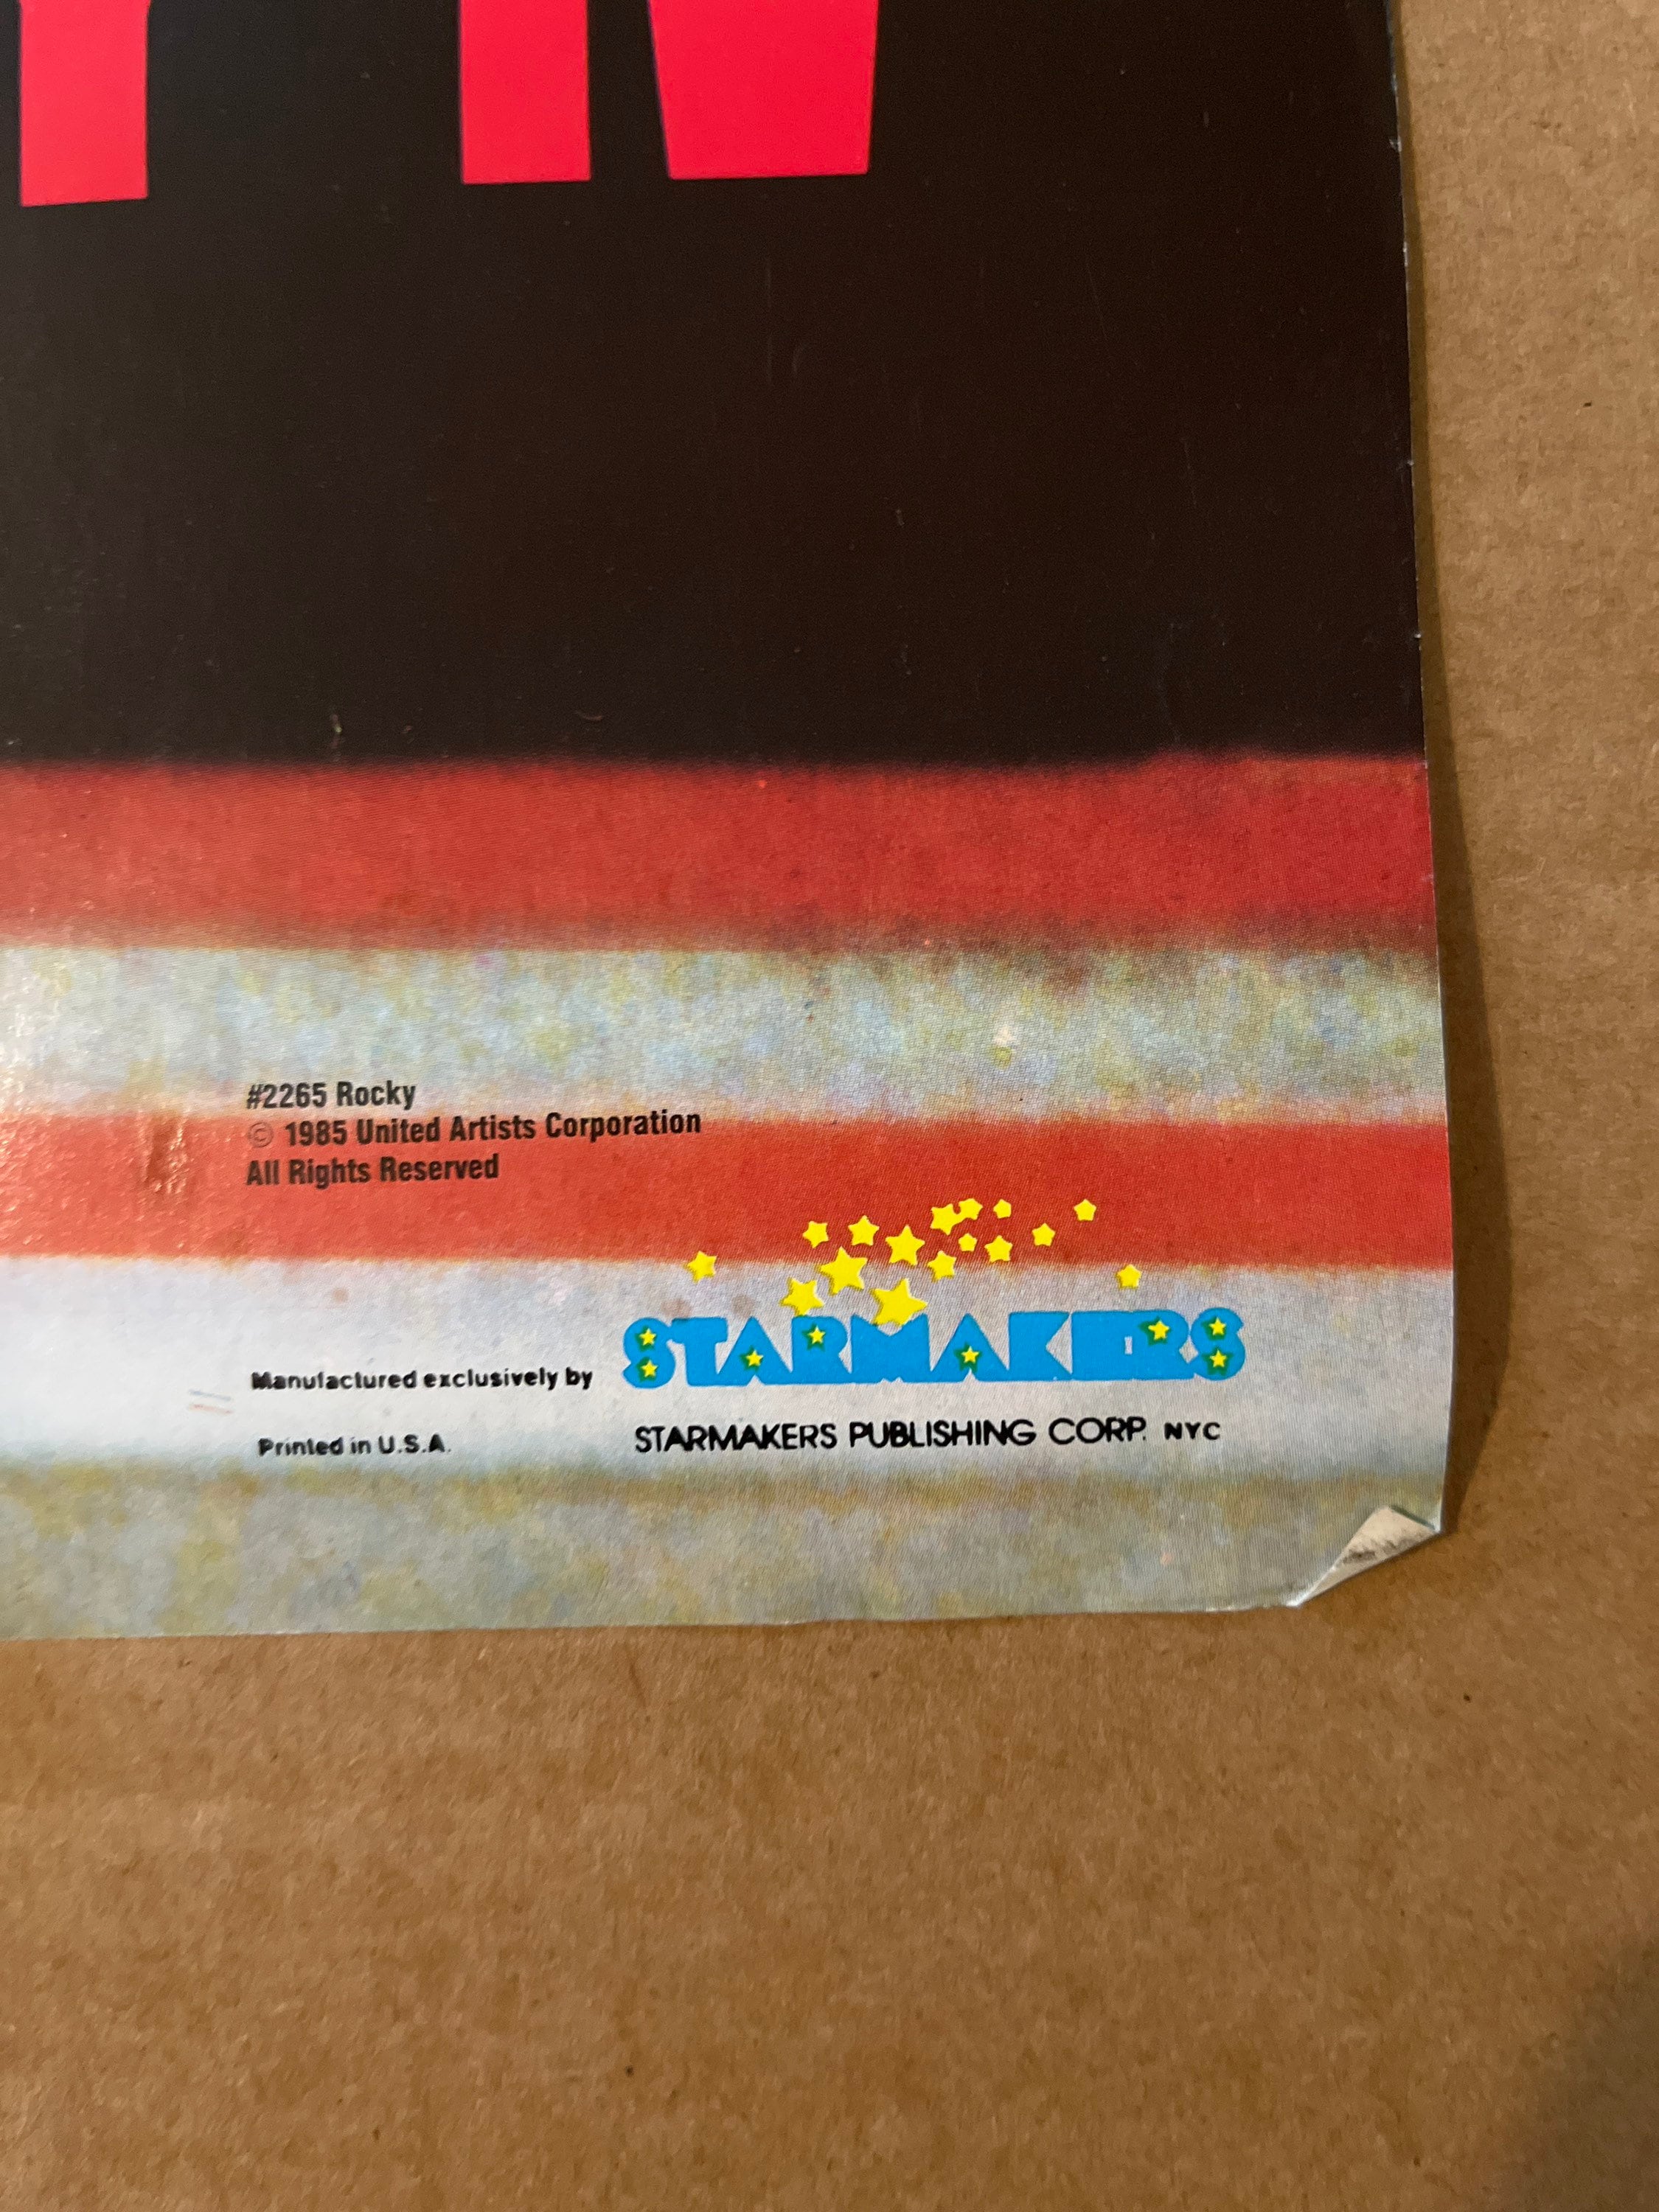 #2265 Rocky
© 1985 United Artists Corporation
All Rights Reserved
STARMAKERS
Manufactured exclusively by
Printed in U.S.A.
STARMAKERS PUBLISHING CORP. NYC